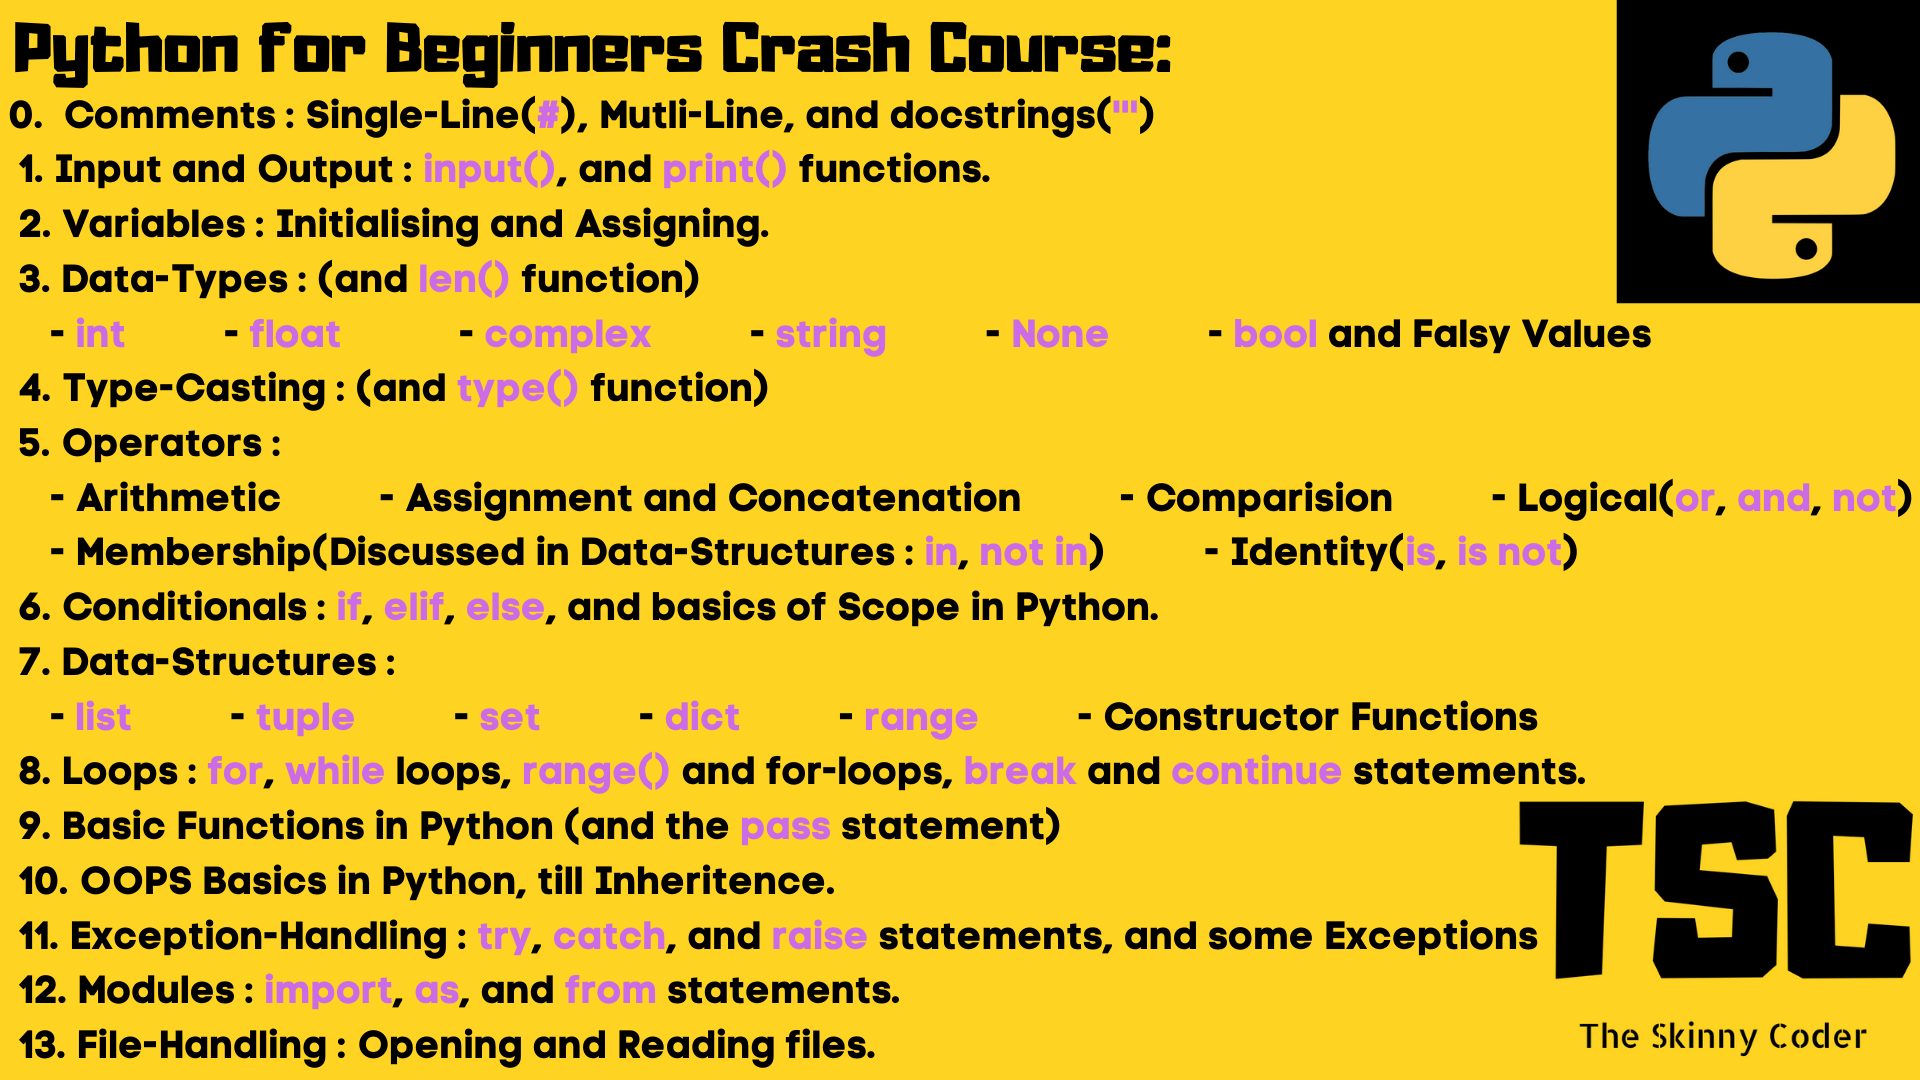 Python for Beginners Crash Course:
0. Comments : Single-Line(#), Mutli-Line, and docstrings(''')
1. Input and Output : input(), and print() functions.
2. Variables : Initialising and Assigning.
3. Data-Types : (and len() function)
- int - float - complex - string - None - bool and Falsy Values
4. Type-Casting : (and type() function)
5. Operators :
- Arithmetic - Assignment and Concatenation - Comparision - Logical(or, and, not)
- Membership(Discussed in Data-Structures : in, not in) - Identity(is, is not)
6. Conditionals : if, elif, else, and basics of Scope in Python.
7. Data-Structures :
- list - tuple - set - dict - range - Constructor Functions
8. Loops : for, while loops, range() and for-loops, break and continue statements.
9. Basic Functions in Python (and the pass statement)
10. OOPS Basics in Python, till Inheritence.
11. Exception-Handling : try, catch, and raise statements, and some Exceptions
12. Modules : import, as, and from statements.
13. File-Handling : Opening and Reading files.
TSC
The Skinny Coder